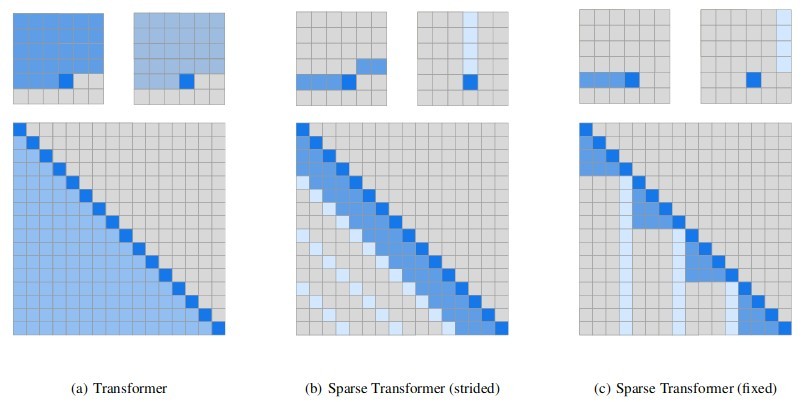 (a) Transformer
(b) Sparse Transformer (strided)
(c) Sparse Transformer (fixed)